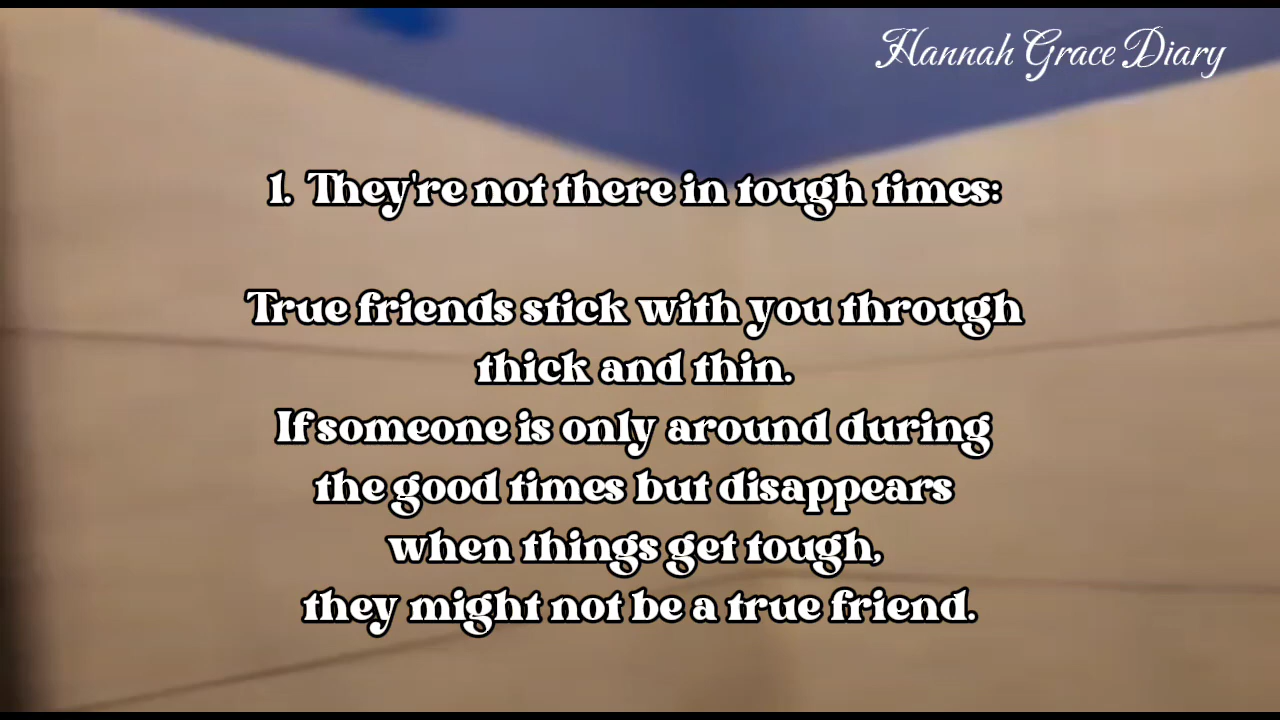 Hannah Grace Diary
1. They're not there in tough times:
True friends stick with you through
thick and thin.
If someone is only around during
the good times but disappears
when things get tough,
they might not be a true friend.